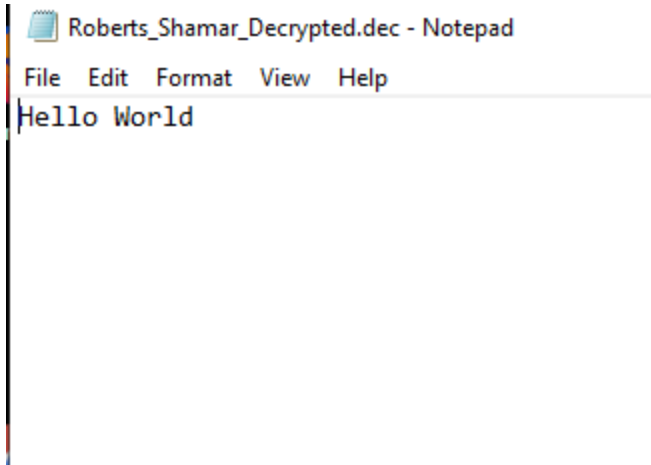 Roberts_Shamar_Decrypted.dec - Notepad
File Edit Format View Help
Hello World